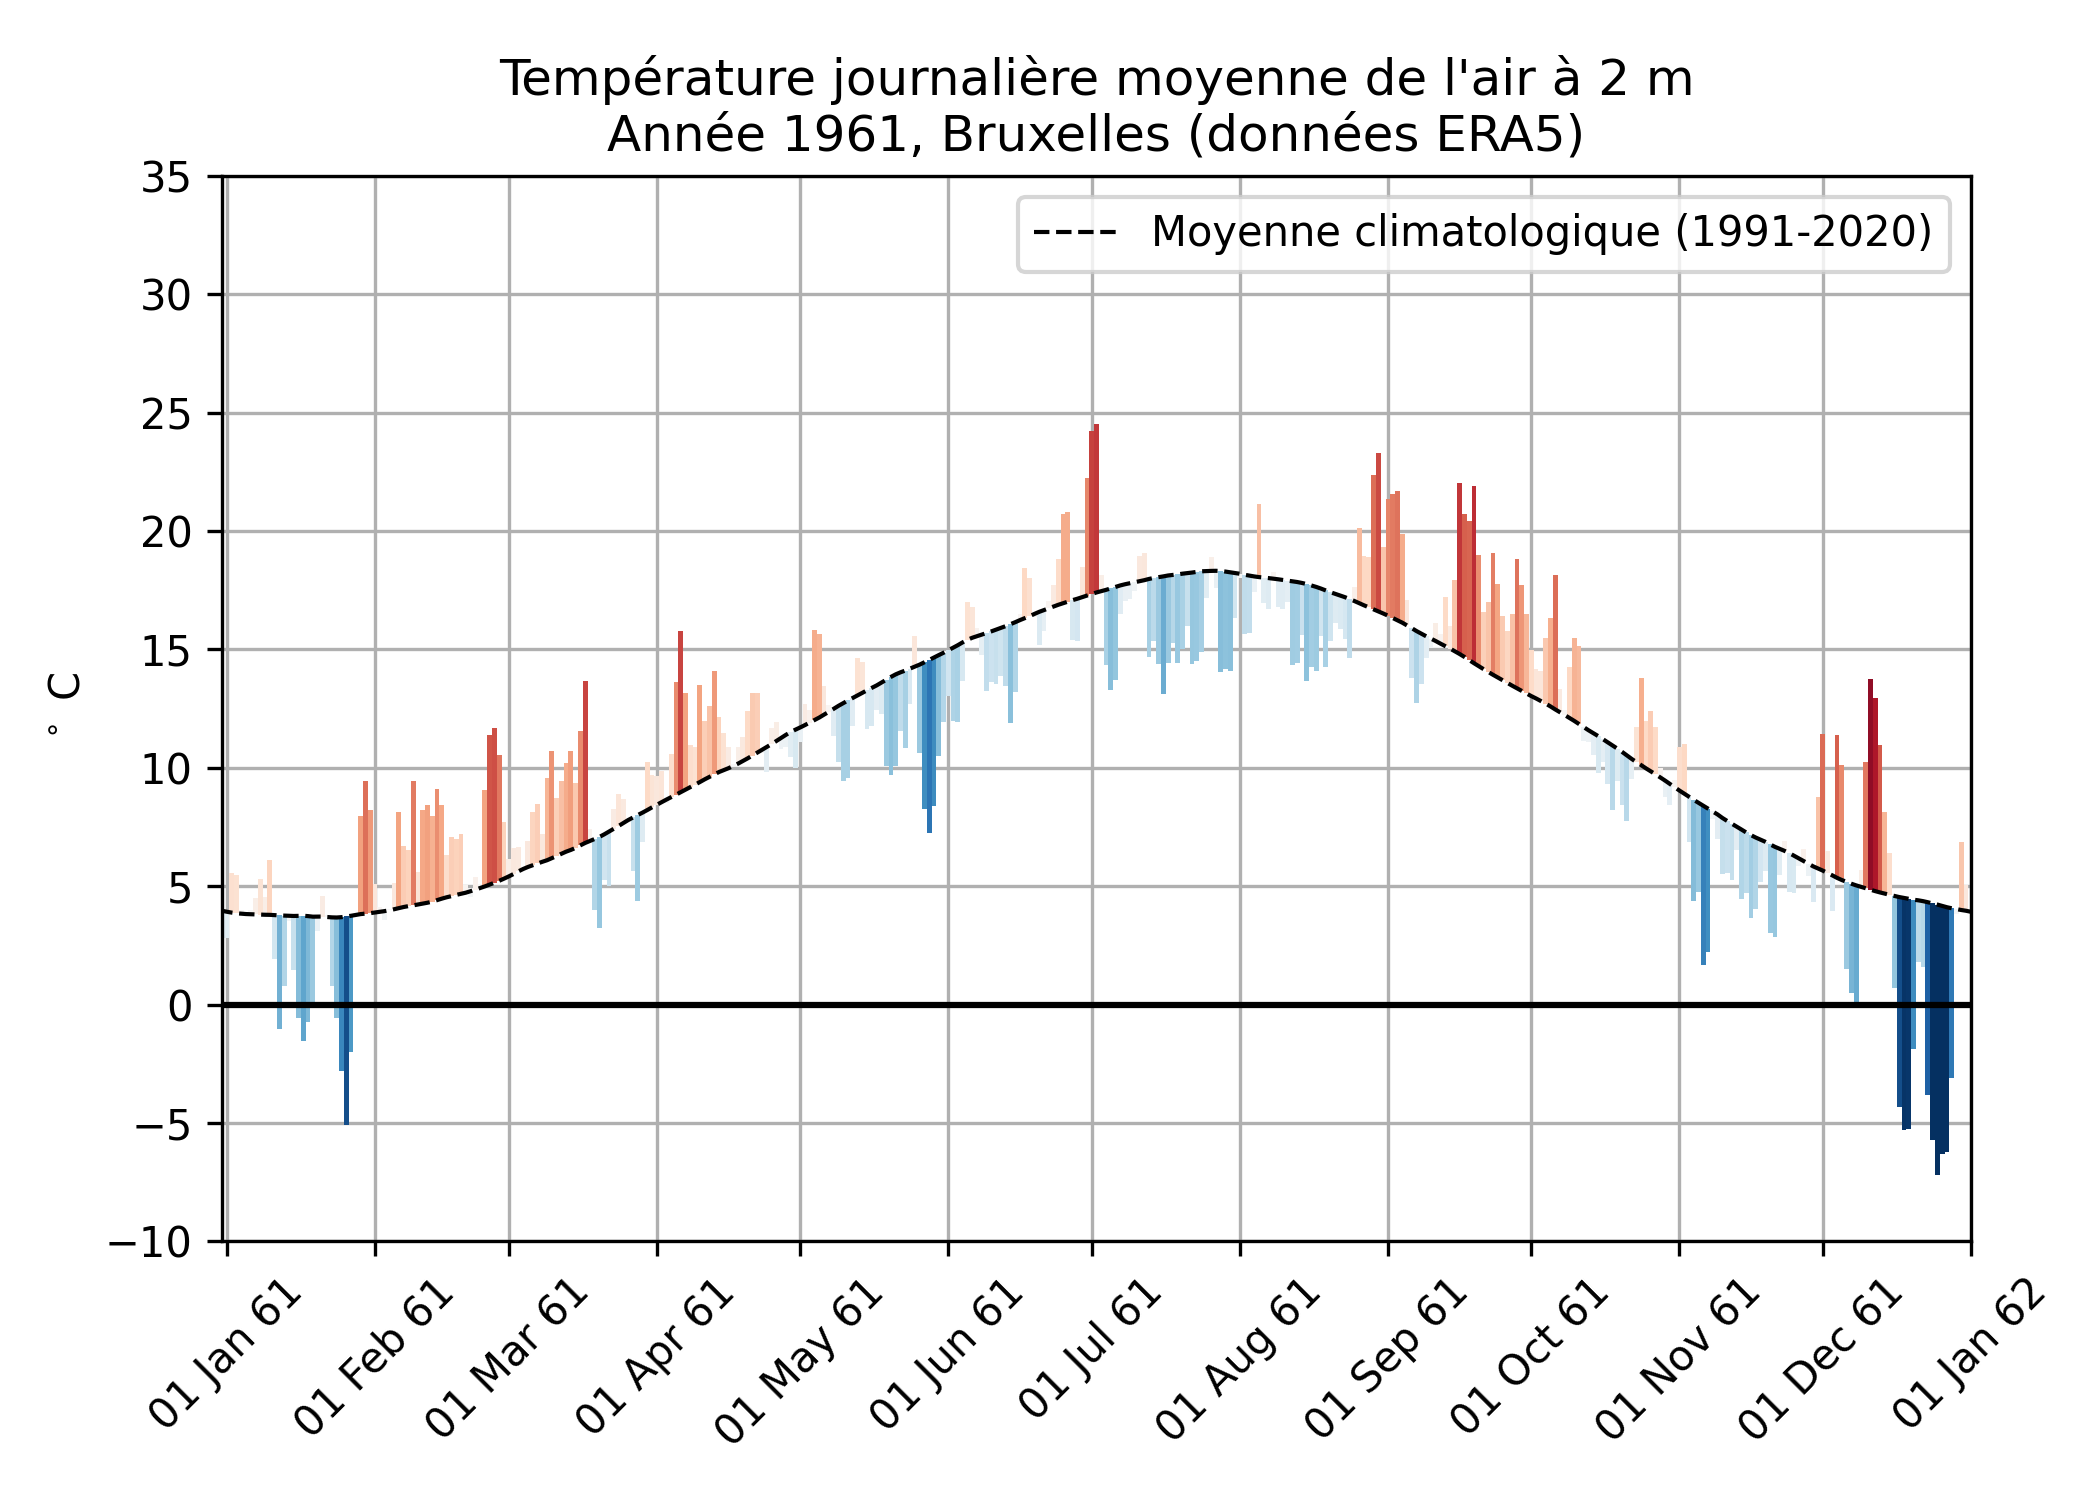 Température journalière moyenne de l'air à 2 m
Année 1961, Bruxelles (données ERA5)
Moyenne climatologique (1991-2020)
35
30
25
20
15
10
5
0
−5
−10
° C
01 Jan 61
01 Feb 61
01 Mar 61
01 Apr 61
01 May 61
01 Jun 61
01 Jul 61
01 Aug 61
01 Sep 61
01 Oct 61
01 Nov 61
01 Dec 61
01 Jan 62